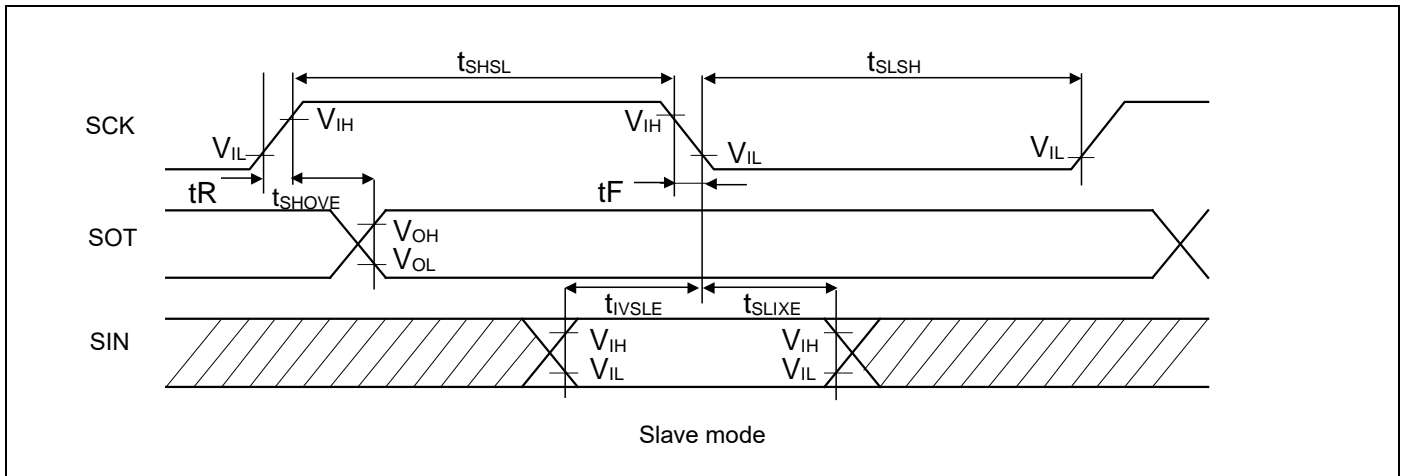 tSHSL
tSLSH
SCK
VIH
VIH
VIL
VIL
VIL
tR
tSHOVE
tF
SOT
VOH
VOL
tIVSLE
tSLIXE
SIN
VIH
VIH
VIL
VIL
Slave mode